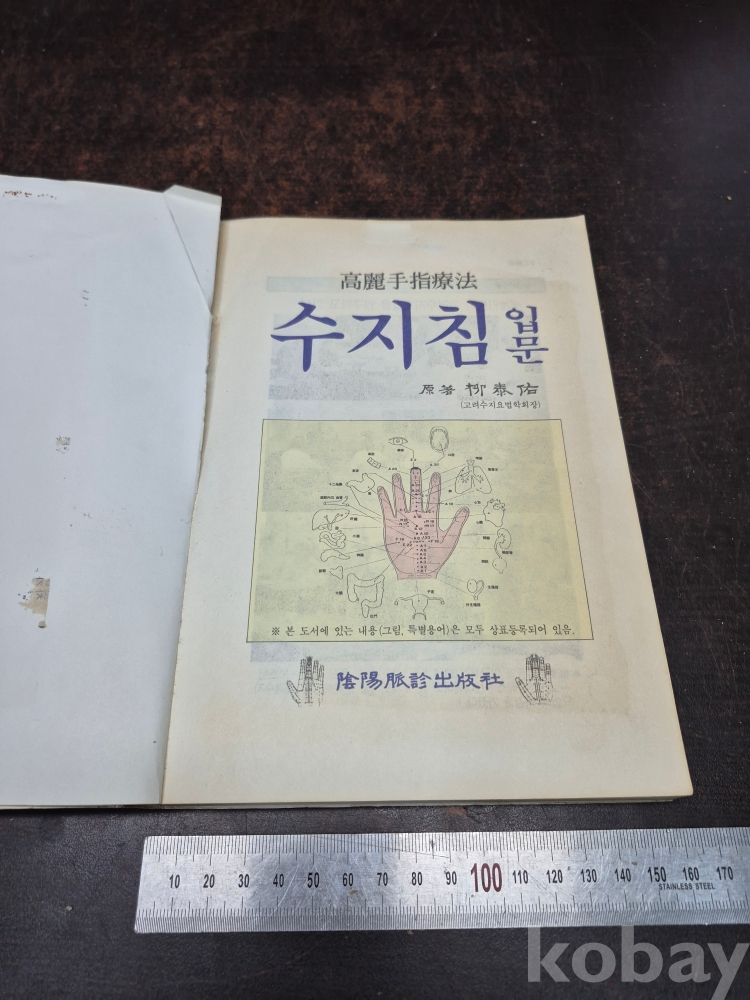 高麗手指療法
수지침 입문
原著 柳泰佑
(고려수지요법학회장)
※ 본 도서에 있는 내용(그림, 특별용어)은 모두 상표등록되어 있음.
陰陽脈診出版社
10 20 30 40 50 60 70 80 90 100 110 120 130 140 150 160 170
STAINLESS STEEL
kobay